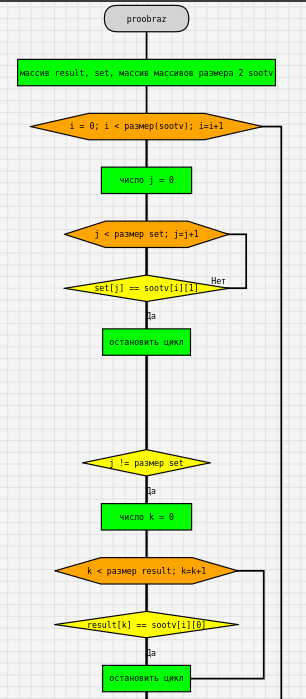 proobraz
массив result, set, массив массивов размера 2 sootv
i = 0; i < размер(sootv); i=i+1
число j = 0
j < размер set; j=j+1
Нет
set[j] == sootv[i][1]
Да
остановить цикл
j != размер set
Да
число k = 0
k < размер result; k=k+1
result[k] == sootv[i][0]
Да
остановить цикл